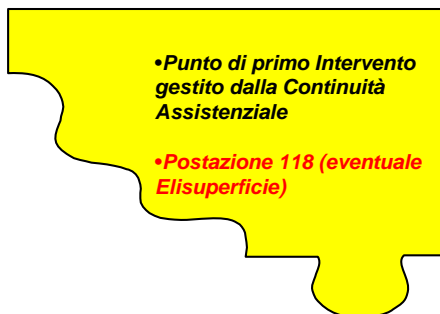 •Punto di primo Intervento
gestito dalla Continuità
Assistenziale
•Postazione 118 (eventuale
Elisuperficie)